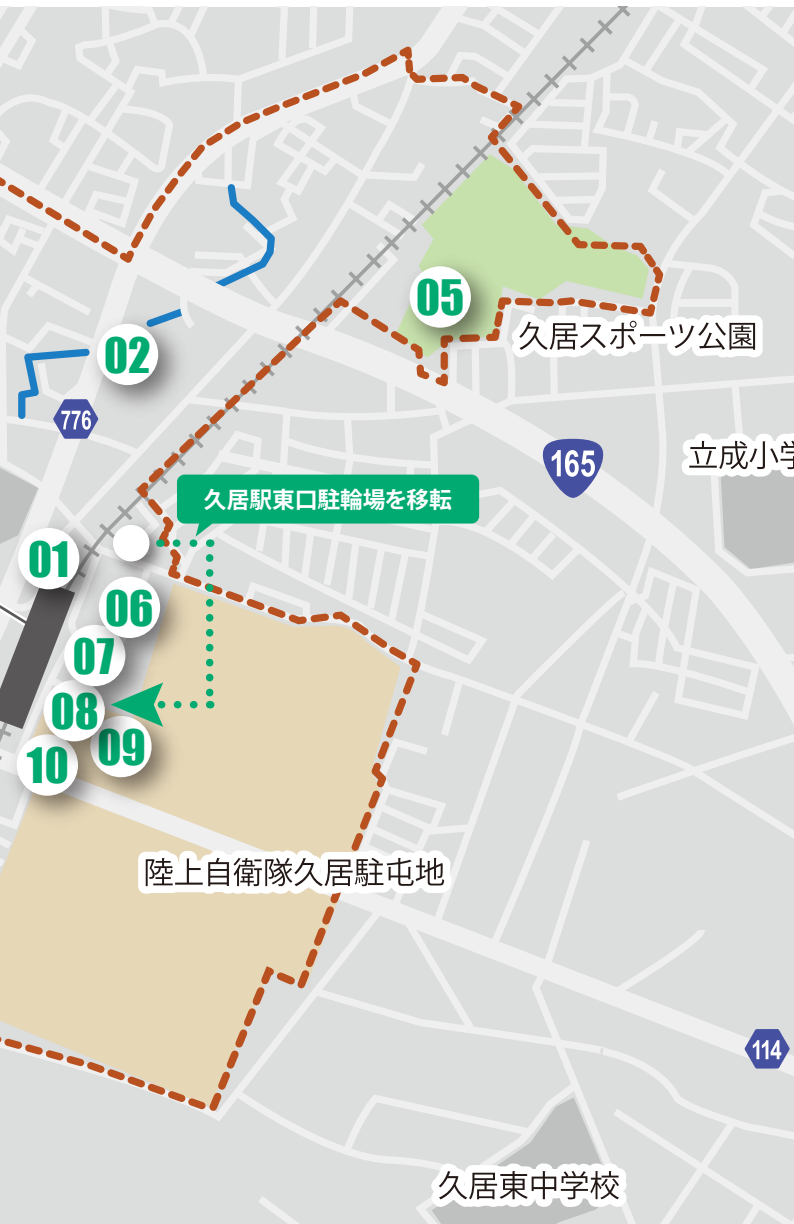 05
久居スポーツ公園
02
776
165
立成小学
久居駅東口駐輪場を移転
01
06
07
08
09
10
陸上自衛隊久居駐屯地
114
久居東中学校